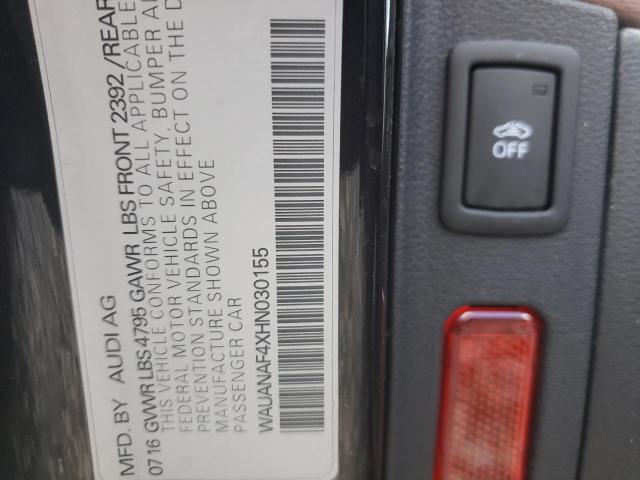 MFD. BY AUDI AG
0716 GVWR LBS 4795 GAWR LBS FRONT 2392 /REAR
THIS VEHICLE CONFORMS TO ALL APPLICABLE
FEDERAL MOTOR VEHICLE SAFETY, BUMPER A
PREVENTION STANDARDS IN EFFECT ON THE D
MANUFACTURE SHOWN ABOVE
PASSENGER CAR
WAUANAF4XHN030155
OFF